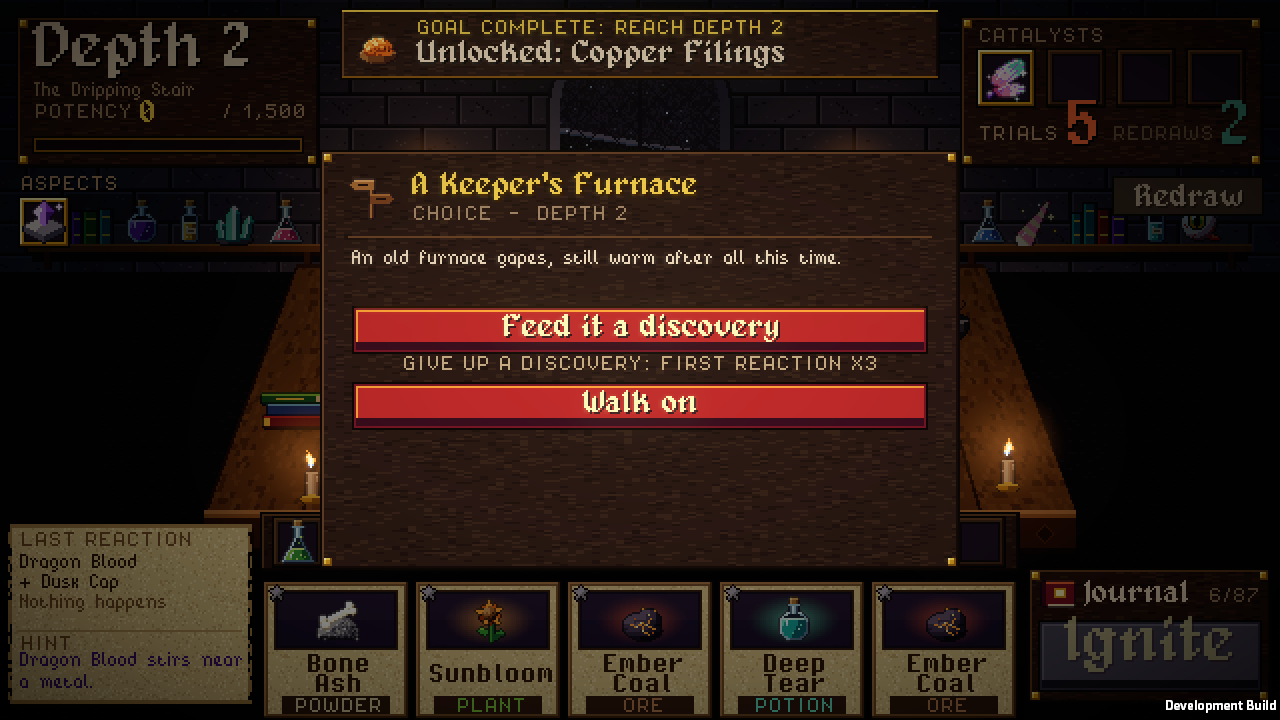 Depth 2
The Dripping Stair
POTENCY 0 / 1,500
ASPECTS
GOAL COMPLETE: REACH DEPTH 2
Unlocked: Copper Filings
CATALYSTS
TRIALS 5 REDRAWS 2
Redraw
A Keeper's Furnace
CHOICE - DEPTH 2
An old furnace gapes, still warm after all this time.
Feed it a discovery
GIVE UP A DISCOVERY: FIRST REACTION X3
Walk on
LAST REACTION
Dragon Blood
+ Dusk Cap
Nothing happens
HINT
Dragon Blood stirs near
a metal.
Bone
Ash
POWDER
Sunbloom
PLANT
Ember
Coal
ORE
Deep
Tear
POTION
Ember
Coal
ORE
Journal 6/87
Ignite
Development Build